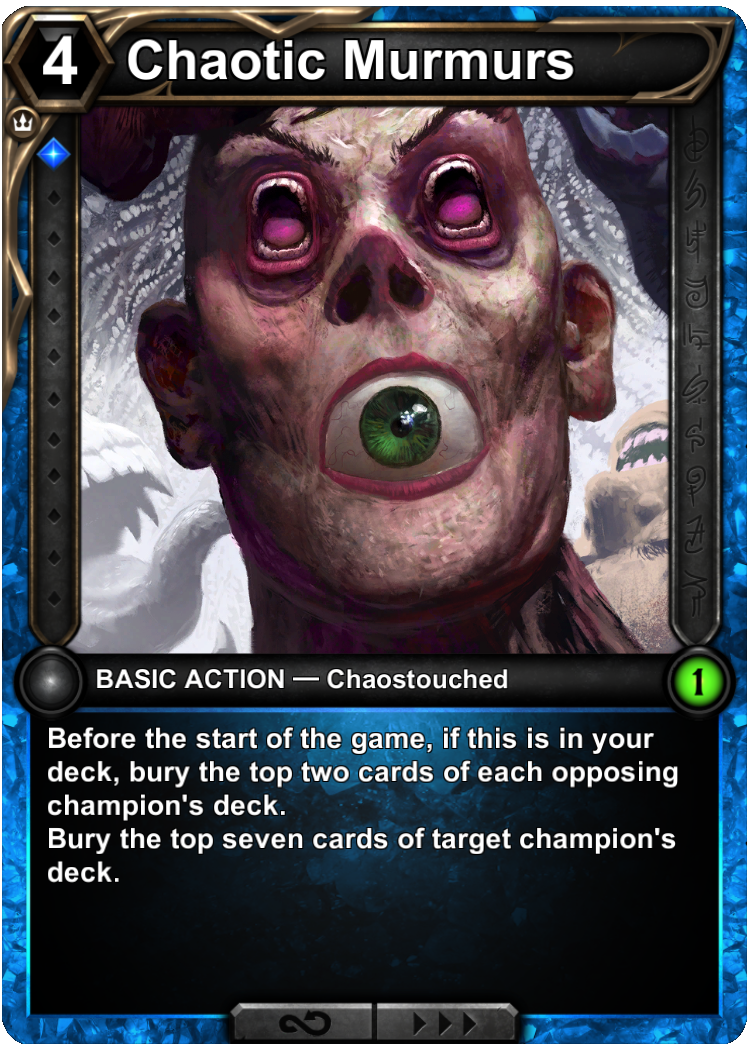 4 Chaotic Murmurs
BASIC ACTION — Chaostouched
1
Before the start of the game, if this is in your
deck, bury the top two cards of each opposing
champion's deck.
Bury the top seven cards of target champion's
deck.